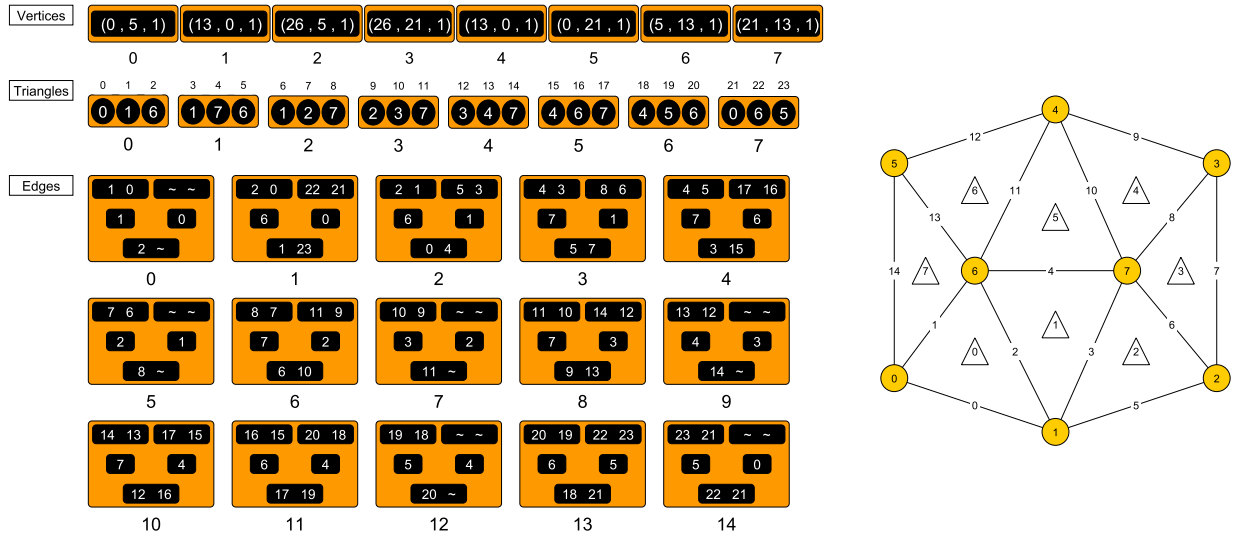 Vertices (0 , 5 , 1) (13 , 0 , 1) (26 , 5 , 1) (26 , 21 , 1) (13 , 0 , 1) (0 , 21 , 1) (5 , 13 , 1) (21 , 13 , 1)
0 1 2 3 4 5 6 7
0 1 2 3 4 5 6 7 8 9 10 11 12 13 14 15 16 17 18 19 20 21 22 23
Triangles 0 1 6 1 7 6 1 2 7 2 3 7 3 4 7 4 6 7 4 5 6 0 6 5
0 1 2 3 4 5 6 7
Edges 1 0 ~ ~ 2 0 22 21 2 1 5 3 4 3 8 6 4 5 17 16
1 0 6 0 6 1 7 1 7 6
2 ~ 1 23 0 4 5 7 3 15
0 1 2 3 4
7 6 ~ ~ 8 7 11 9 10 9 ~ ~ 11 10 14 12 13 12 ~ ~
2 1 7 2 3 2 7 3 4 3
8 ~ 6 10 11 ~ 9 13 14 ~
5 6 7 8 9
14 13 17 15 16 15 20 18 19 18 ~ ~ 20 19 22 23 23 21 ~ ~
7 4 6 4 5 4 6 5 5 0
12 16 17 19 20 ~ 18 21 22 21
10 11 12 13 14
4
12 9
5 3
6 11 10 4
13 5 8
14 7 6 4 7 3 7
1 1 6
0 2 3 2
0 2
0 5
1